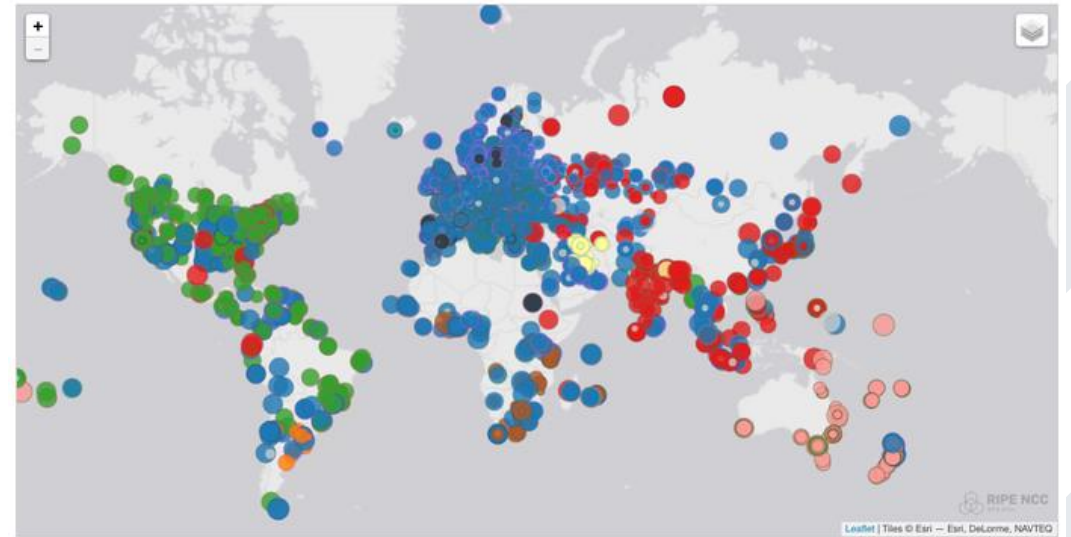 +
−
RIPE NCC
Leaflet | Tiles © Esri — Esri, DeLorme, NAVTEQ